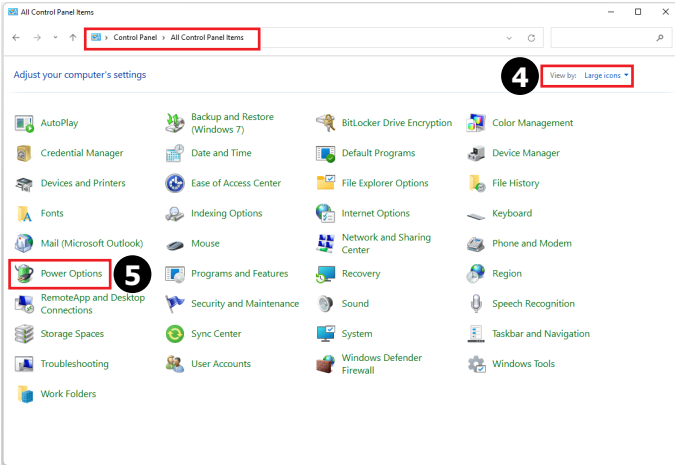 All Control Panel Items
Control Panel > All Control Panel Items
Adjust your computer's settings
4
View by: Large icons
AutoPlay
Backup and Restore
(Windows 7)
BitLocker Drive Encryption
Color Management
Credential Manager
Date and Time
Default Programs
Device Manager
Devices and Printers
Ease of Access Center
File Explorer Options
File History
Fonts
Indexing Options
Internet Options
Keyboard
Mail (Microsoft Outlook)
Mouse
Network and Sharing
Center
Phone and Modem
Power Options
5
Programs and Features
Recovery
Region
RemoteApp and Desktop
Connections
Security and Maintenance
Sound
Speech Recognition
Storage Spaces
Sync Center
System
Taskbar and Navigation
Troubleshooting
User Accounts
Windows Defender
Firewall
Windows Tools
Work Folders